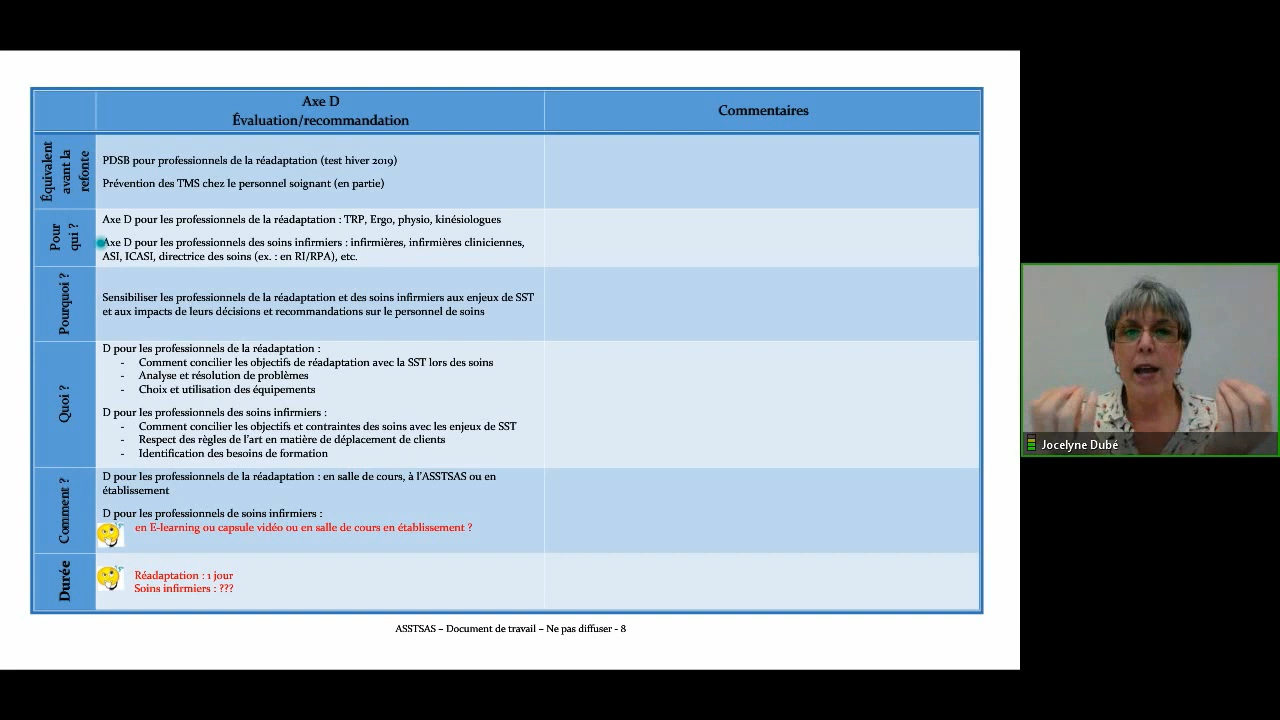 Axe D
Évaluation/recommandation
Commentaires
Équivalent
avant la
refonte
PDSB pour professionnels de la réadaptation (test hiver 2019)
Prévention des TMS chez le personnel soignant (en partie)
Pour
qui ?
Axe D pour les professionnels de la réadaptation : TRP, Ergo, physio, kinésiologues
Axe D pour les professionnels des soins infirmiers : infirmières, infirmières cliniciennes,
ASI, ICASI, directrice des soins (ex. : en RI/RPA), etc.
Pourquoi ?
Sensibiliser les professionnels de la réadaptation et des soins infirmiers aux enjeux de SST
et aux impacts de leurs décisions et recommandations sur le personnel de soins
Quoi ?
D pour les professionnels de la réadaptation :
- Comment concilier les objectifs de réadaptation avec la SST lors des soins
- Analyse et résolution de problèmes
- Choix et utilisation des équipements
D pour les professionnels des soins infirmiers :
- Comment concilier les objectifs et contraintes des soins avec les enjeux de SST
- Respect des règles de l'art en matière de déplacement de clients
- Identification des besoins de formation
Comment ?
D pour les professionnels de la réadaptation : en salle de cours, à l'ASSTSAS ou en
établissement
D pour les professionnels de soins infirmiers :
en E-learning ou capsule vidéo ou en salle de cours en établissement ?
Durée
Réadaptation : 1 jour
Soins infirmiers : ???
ASSTSAS – Document de travail – Ne pas diffuser - 8
Jocelyne Dubé